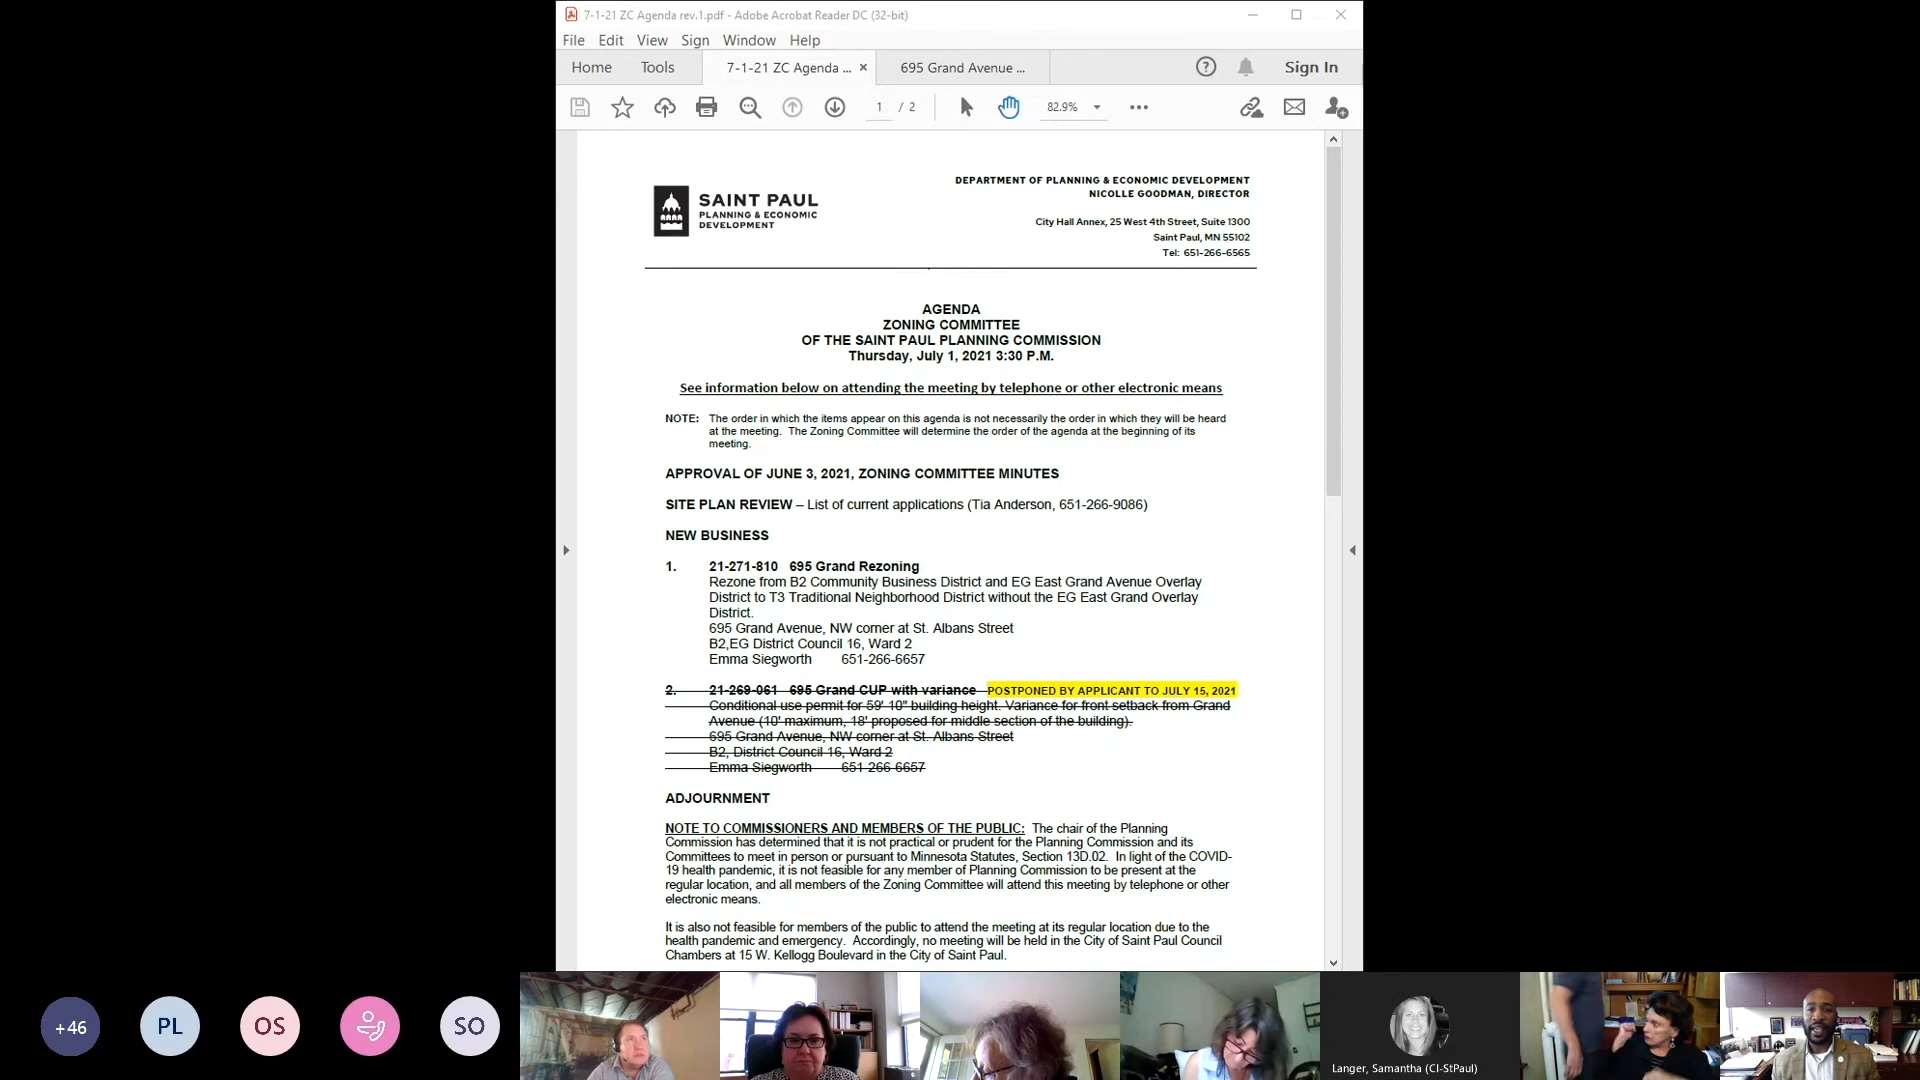 7-1-21 ZC Agenda rev.1.pdf - Adobe Acrobat Reader DC (32-bit)
File Edit View Sign Window Help
Home Tools 7-1-21 ZC Agenda ... × 695 Grand Avenue ... Sign In
1 / 2 82.9%
SAINT PAUL
PLANNING & ECONOMIC
DEVELOPMENT
DEPARTMENT OF PLANNING & ECONOMIC DEVELOPMENT
NICOLLE GOODMAN, DIRECTOR
City Hall Annex, 25 West 4th Street, Suite 1300
Saint Paul, MN 55102
Tel: 651-266-6565
AGENDA
ZONING COMMITTEE
OF THE SAINT PAUL PLANNING COMMISSION
Thursday, July 1, 2021 3:30 P.M.
See information below on attending the meeting by telephone or other electronic means
NOTE: The order in which the items appear on this agenda is not necessarily the order in which they will be heard
at the meeting. The Zoning Committee will determine the order of the agenda at the beginning of its
meeting.
APPROVAL OF JUNE 3, 2021, ZONING COMMITTEE MINUTES
SITE PLAN REVIEW – List of current applications (Tia Anderson, 651-266-9086)
NEW BUSINESS
1. 21-271-810 695 Grand Rezoning
Rezone from B2 Community Business District and EG East Grand Avenue Overlay
District to T3 Traditional Neighborhood District without the EG East Grand Overlay
District.
695 Grand Avenue, NW corner at St. Albans Street
B2,EG District Council 16, Ward 2
Emma Siegworth 651-266-6657
2. 21-269-061 695 Grand CUP with variance POSTPONED BY APPLICANT TO JULY 15, 2021
Conditional use permit for 59' 10" building height. Variance for front setback from Grand
Avenue (10' maximum, 18' proposed for middle section of the building).
695 Grand Avenue, NW corner at St. Albans Street
B2, District Council 16, Ward 2
Emma Siegworth 651-266-6657
ADJOURNMENT
NOTE TO COMMISSIONERS AND MEMBERS OF THE PUBLIC: The chair of the Planning
Commission has determined that it is not practical or prudent for the Planning Commission and its
Committees to meet in person or pursuant to Minnesota Statutes, Section 13D.02. In light of the COVID-
19 health pandemic, it is not feasible for any member of Planning Commission to be present at the
regular location, and all members of the Zoning Committee will attend this meeting by telephone or other
electronic means.
It is also not feasible for members of the public to attend the meeting at its regular location due to the
health pandemic and emergency. Accordingly, no meeting will be held in the City of Saint Paul Council
Chambers at 15 W. Kellogg Boulevard in the City of Saint Paul.
+46 PL OS SO
Langer, Samantha (CI-StPaul)